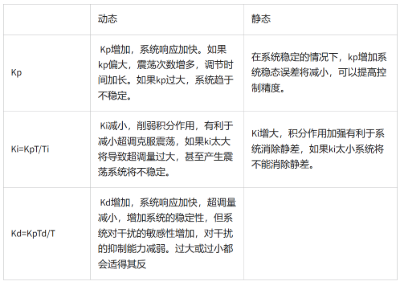 动态
静态
Kp
Kp增加，系统响应加快。如果
kp偏大，震荡次数增多，调节时
间加长。如果kp过大，系统趋于
不稳定。
在系统稳定的情况下，kp增加系
统稳态误差将减小，可以提高控
制精度。
Ki=KpT/Ti
Ki减小，削弱积分作用，有利于
减小超调克服震荡，如果ki太大
将导致超调量过大，甚至产生震
荡系统将不稳定。
Ki增大，积分作用加强有利于系
统消除静差，如果ki太小系统将
不能消除静差。
Kd=KpTd/T
Kd增加，系统响应加快，超调量
减小，增加系统的稳定性，但系
统对干扰的敏感性增加，对干扰
的抑制能力减弱。过大或过小都
会适得其反